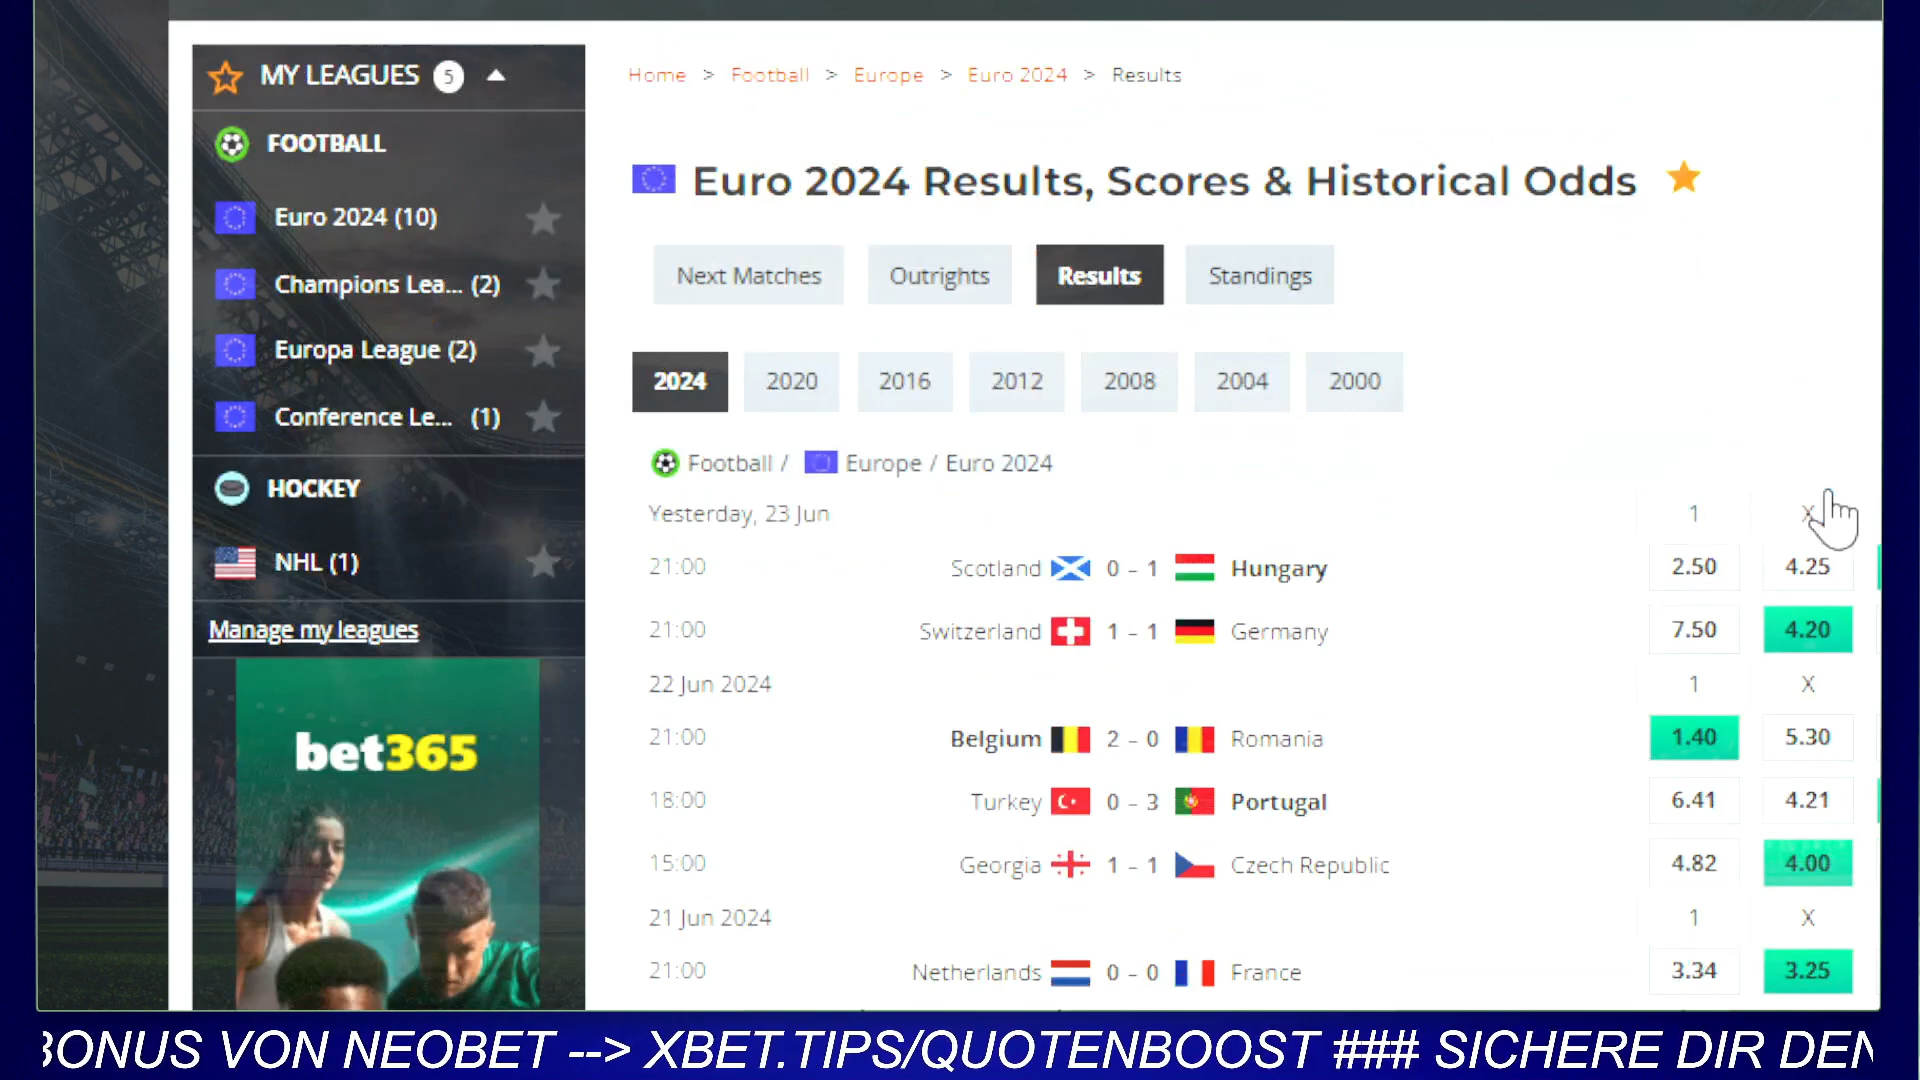 MY LEAGUES 5
FOOTBALL
Euro 2024 (10)
Champions Lea... (2)
Europa League (2)
Conference Le... (1)
HOCKEY
NHL (1)
Manage my leagues
bet365
Home > Football > Europe > Euro 2024 > Results
Euro 2024 Results, Scores & Historical Odds
Next Matches Outrights Results Standings
2024 2020 2016 2012 2008 2004 2000
Football / Europe / Euro 2024
Yesterday, 23 Jun 1 X
21:00 Scotland 0 – 1 Hungary 2.50 4.25
21:00 Switzerland 1 – 1 Germany 7.50 4.20
22 Jun 2024 1 X
21:00 Belgium 2 – 0 Romania 1.40 5.30
18:00 Turkey 0 – 3 Portugal 6.41 4.21
15:00 Georgia 1 – 1 Czech Republic 4.82 4.00
21 Jun 2024 1 X
21:00 Netherlands 0 – 0 France 3.34 3.25
BONUS VON NEOBET --> XBET.TIPS/QUOTENBOOST ### SICHERE DIR DEN